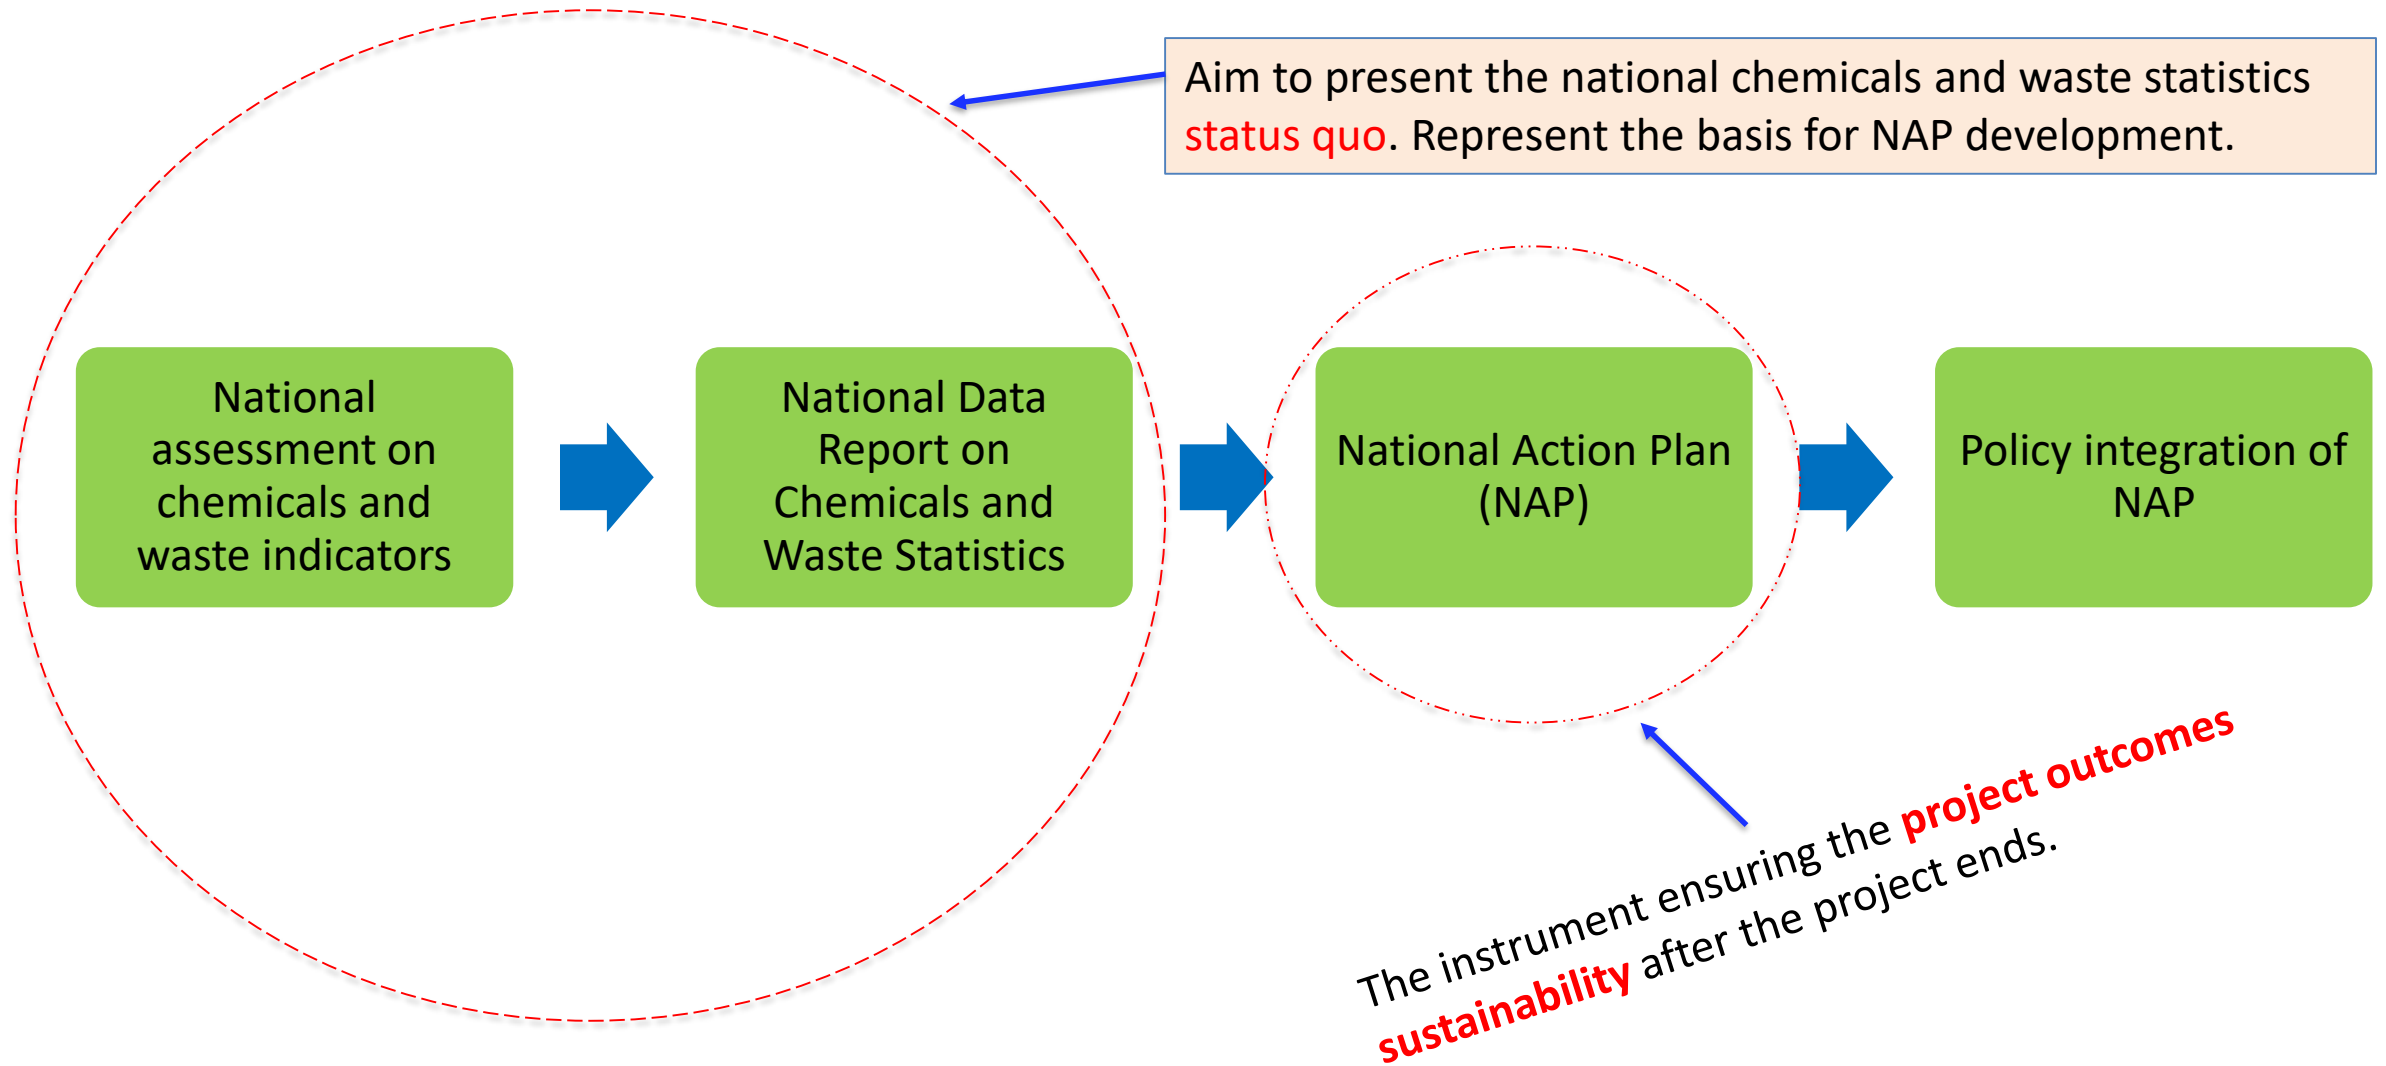 Aim to present the national chemicals and waste statistics
status quo. Represent the basis for NAP development.
National
assessment on
chemicals and
waste indicators
National Data
Report on
Chemicals and
Waste Statistics
National Action Plan
(NAP)
Policy integration of
NAP
The instrument ensuring the project outcomes
sustainability after the project ends.